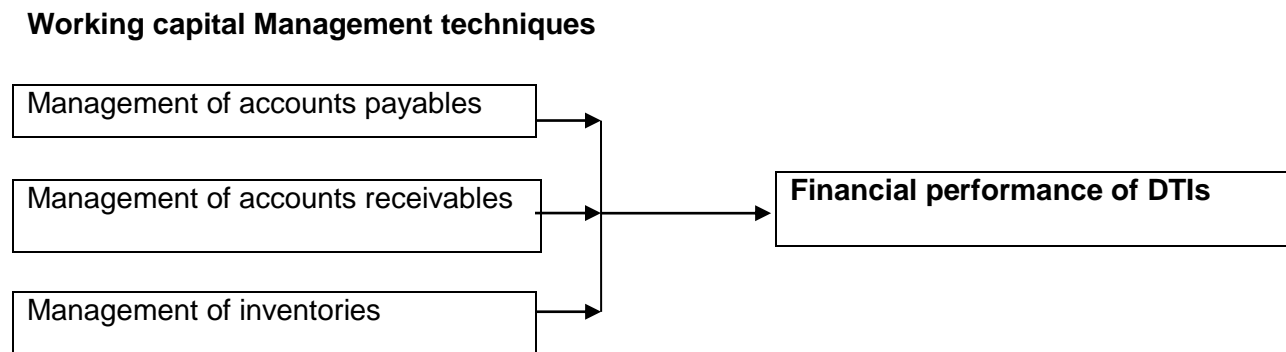 Working capital Management techniques
Management of accounts payables
Management of accounts receivables
Financial performance of DTIs
Management of inventories